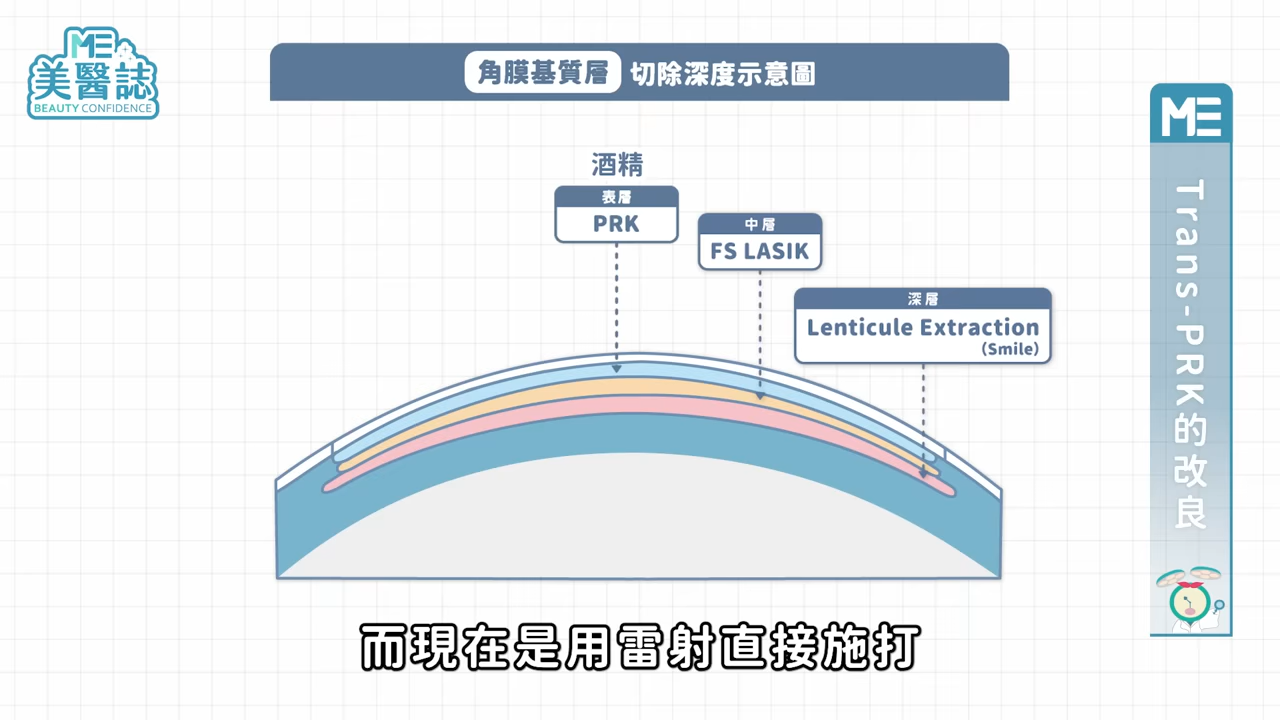 ME
美醫誌
BEAUTY CONFIDENCE
角膜基質層 切除深度示意圖
ME
Trans-PRK的改良
酒精
表層
PRK
中層
FS LASIK
深層
Lenticule Extraction
(Smile)
而現在是用雷射直接施打